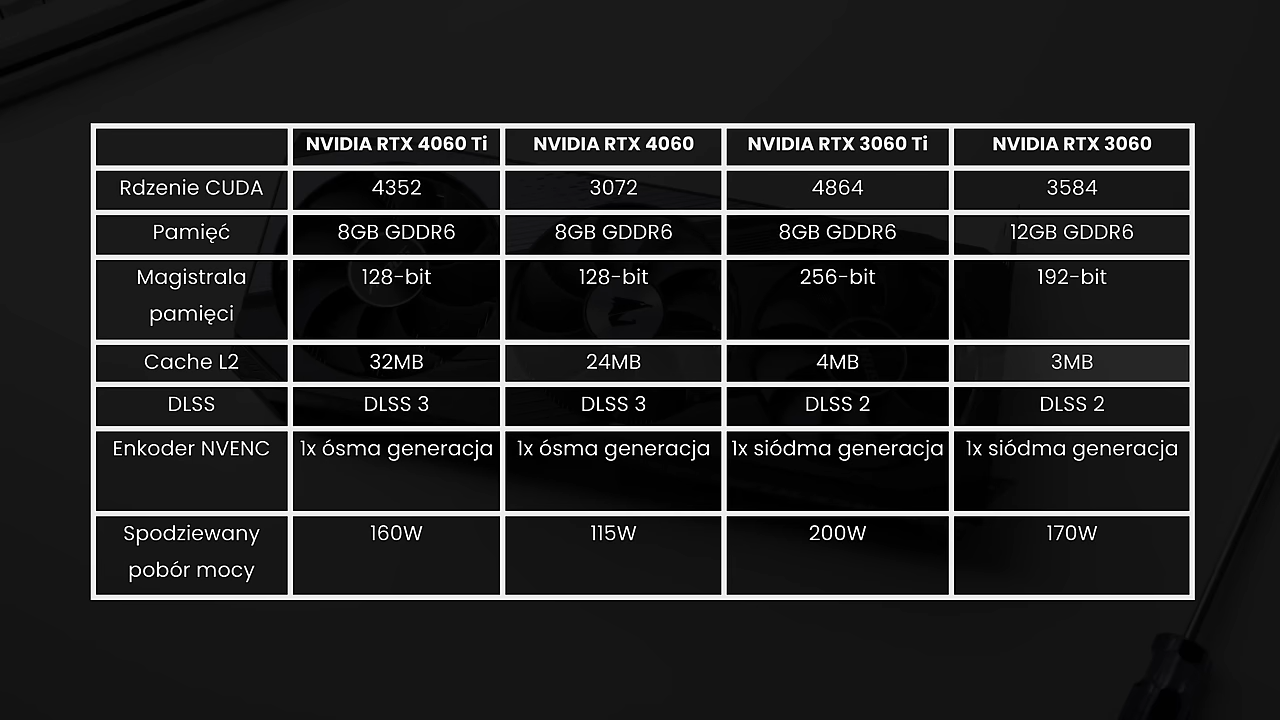 NVIDIA RTX 4060 Ti NVIDIA RTX 4060 NVIDIA RTX 3060 Ti NVIDIA RTX 3060
Rdzenie CUDA 4352 3072 4864 3584
Pamięć 8GB GDDR6 8GB GDDR6 8GB GDDR6 12GB GDDR6
Magistrala 128-bit 128-bit 256-bit 192-bit
pamięci
Cache L2 32MB 24MB 4MB 3MB
DLSS DLSS 3 DLSS 3 DLSS 2 DLSS 2
Enkoder NVENC 1x ósma generacja 1x ósma generacja 1x siódma generacja 1x siódma generacja
Spodziewany 160W 115W 200W 170W
pobór mocy